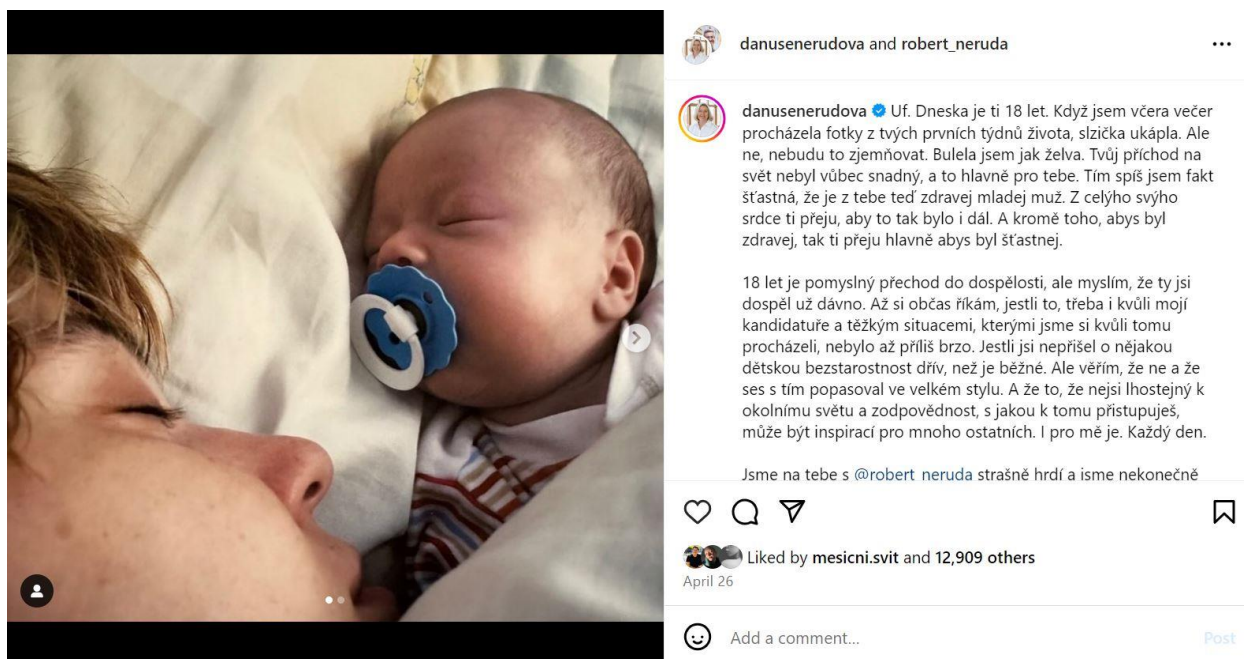 danusenerudova and robert_neruda
danusenerudova Uf. Dneska je ti 18 let. Když jsem včera večer
procházela fotky z tvých prvních týdnů života, slzička ukápla. Ale
ne, nebudu to zjemňovat. Bulela jsem jak želva. Tvůj příchod na
svět nebyl vůbec snadný, a to hlavně pro tebe. Tím spíš jsem fakt
šťastná, že je z tebe teď zdravej mladej muž. Z celýho svýho
srdce ti přeju, aby to tak bylo i dál. A kromě toho, abys byl
zdravej, tak ti přeju hlavně abys byl šťastnej.
18 let je pomyslný přechod do dospělosti, ale myslím, že ty jsi
dospěl už dávno. Až si občas říkám, jestli to, třeba i kvůli mojí
kandidatuře a těžkým situacemi, kterými jsme si kvůli tomu
procházeli, nebylo až příliš brzo. Jestli jsi nepřišel o nějakou
dětskou bezstarostnost dřív, než je běžné. Ale věřím, že ne a že
ses s tím popasoval ve velkém stylu. A že to, že nejsi lhostejný k
okolnímu světu a zodpovědnost, s jakou k tomu přistupuješ,
může být inspirací pro mnoho ostatních. I pro mě je. Každý den.
Jsme na tebe s @robert_neruda strašně hrdí a jsme nekonečně
Liked by mesicni.svit and 12,909 others
April 26
Add a comment...
Post